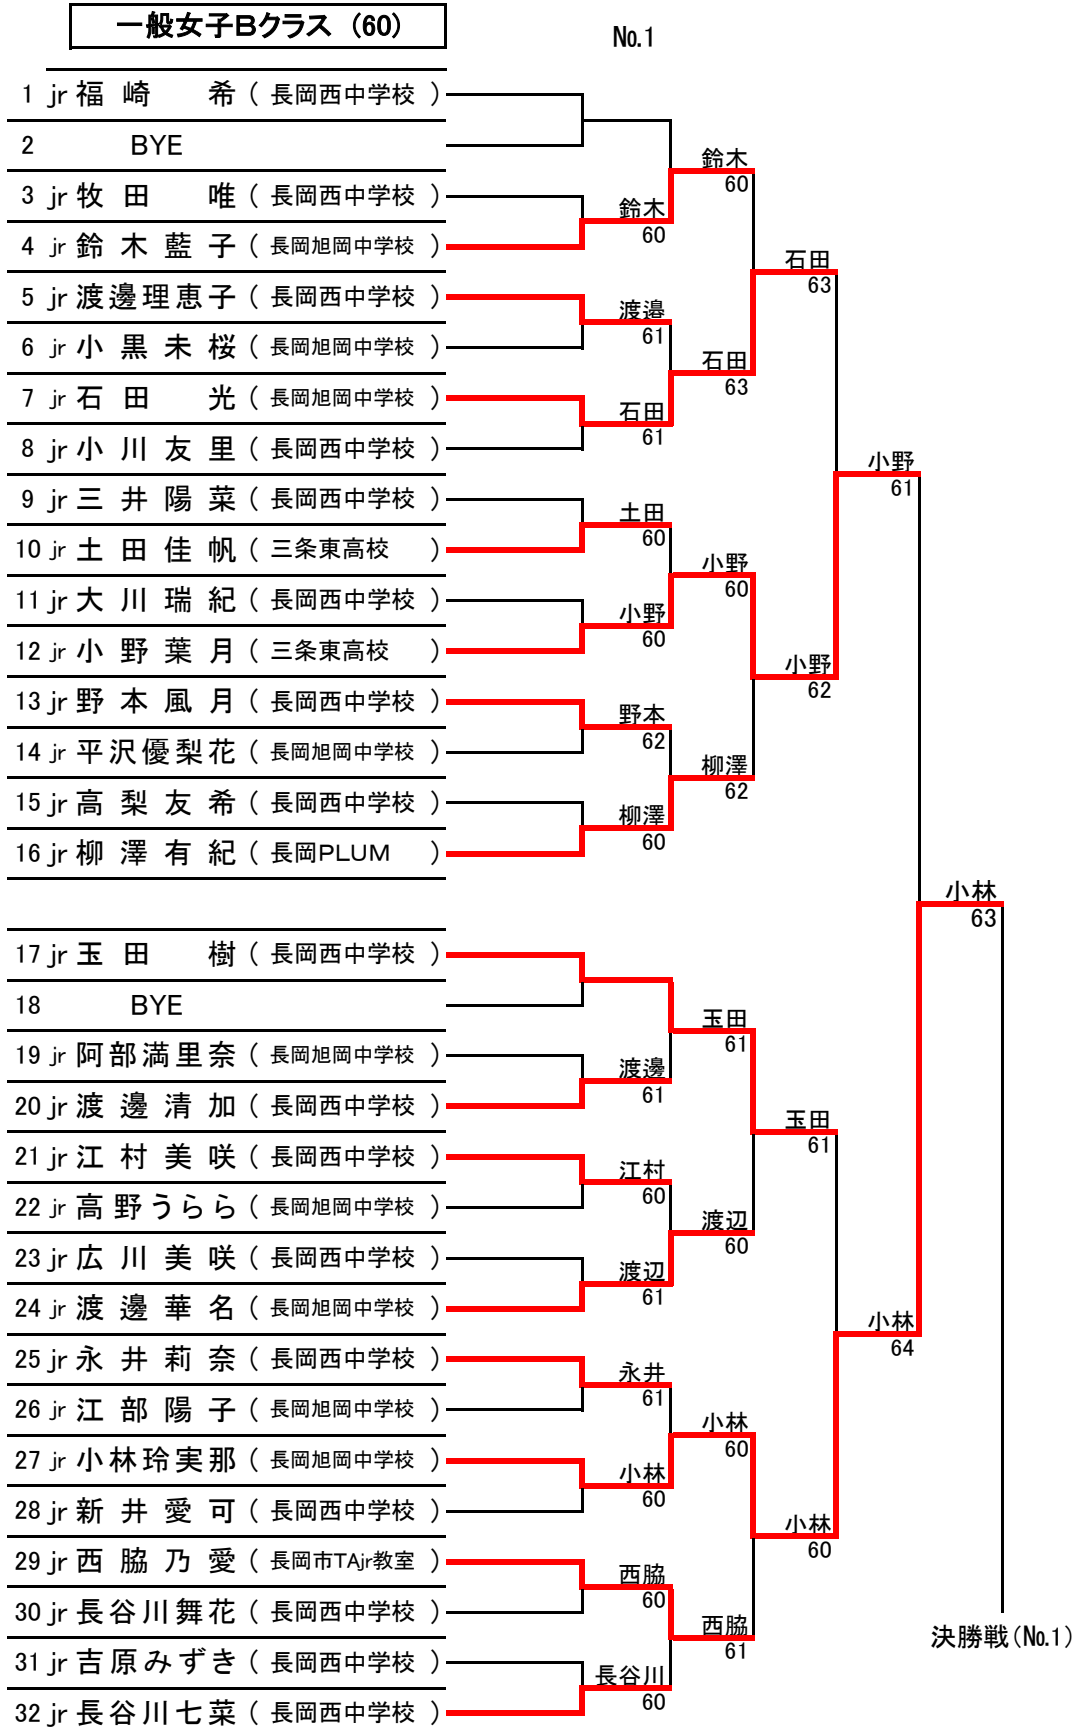 一般女子Bクラス (60)
No.1
1 jr 福崎 希 ( 長岡西中学校 )
2 BYE
3 jr 牧田 唯 ( 長岡西中学校 )
4 jr 鈴木藍子 ( 長岡旭岡中学校 )
5 jr 渡邊理恵子 ( 長岡西中学校 )
6 jr 小黒未桜 ( 長岡旭岡中学校 )
7 jr 石田 光 ( 長岡旭岡中学校 )
8 jr 小川友里 ( 長岡西中学校 )
9 jr 三井陽菜 ( 長岡西中学校 )
10 jr 土田佳帆 ( 三条東高校 )
11 jr 大川瑞紀 ( 長岡西中学校 )
12 jr 小野葉月 ( 三条東高校 )
13 jr 野本風月 ( 長岡西中学校 )
14 jr 平沢優梨花 ( 長岡旭岡中学校 )
15 jr 高梨友希 ( 長岡西中学校 )
16 jr 柳澤有紀 ( 長岡PLUM )
17 jr 玉田 樹 ( 長岡西中学校 )
18 BYE
19 jr 阿部満里奈 ( 長岡旭岡中学校 )
20 jr 渡邊清加 ( 長岡西中学校 )
21 jr 江村美咲 ( 長岡西中学校 )
22 jr 高野うらら ( 長岡旭岡中学校 )
23 jr 広川美咲 ( 長岡西中学校 )
24 jr 渡邊華名 ( 長岡旭岡中学校 )
25 jr 永井莉奈 ( 長岡西中学校 )
26 jr 江部陽子 ( 長岡旭岡中学校 )
27 jr 小林玲実那 ( 長岡旭岡中学校 )
28 jr 新井愛可 ( 長岡西中学校 )
29 jr 西脇乃愛 ( 長岡市TAjr教室 )
30 jr 長谷川舞花 ( 長岡西中学校 )
31 jr 吉原みずき ( 長岡西中学校 )
32 jr 長谷川七菜 ( 長岡西中学校 )
鈴木
60
渡邉
61
石田
61
土田
60
小野
60
野本
62
柳澤
60
渡邊
61
江村
60
渡辺
61
永井
61
小林
60
西脇
60
長谷川
60
鈴木
60
石田
63
小野
60
柳澤
62
玉田
61
渡辺
60
小林
60
西脇
61
石田
63
小野
62
玉田
61
小林
60
小野
61
小林
64
小林
63
決勝戦(No.1)